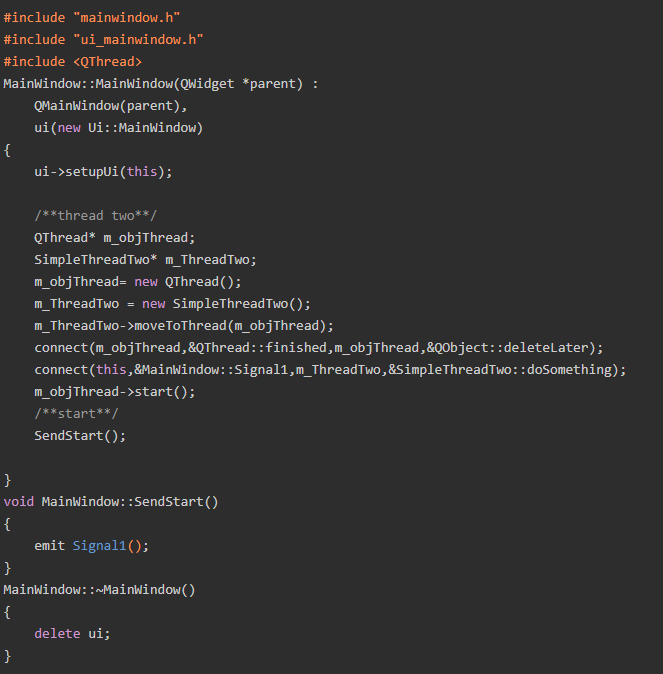 #include "mainwindow.h"
#include "ui_mainwindow.h"
#include <QThread>
MainWindow::MainWindow(QWidget *parent) :
    QMainWindow(parent),
    ui(new Ui::MainWindow)
{
    ui->setupUi(this);

    /**thread two**/
    QThread* m_objThread;
    SimpleThreadTwo* m_ThreadTwo;
    m_objThread= new QThread();
    m_ThreadTwo = new SimpleThreadTwo();
    m_ThreadTwo->moveToThread(m_objThread);
    connect(m_objThread,&QThread::finished,m_objThread,&QObject::deleteLater);
    connect(this,&MainWindow::Signal1,m_ThreadTwo,&SimpleThreadTwo::doSomething);
    m_objThread->start();
    /**start**/
    SendStart();

}
void MainWindow::SendStart()
{
    emit Signal1();
}
MainWindow::~MainWindow()
{
    delete ui;
}